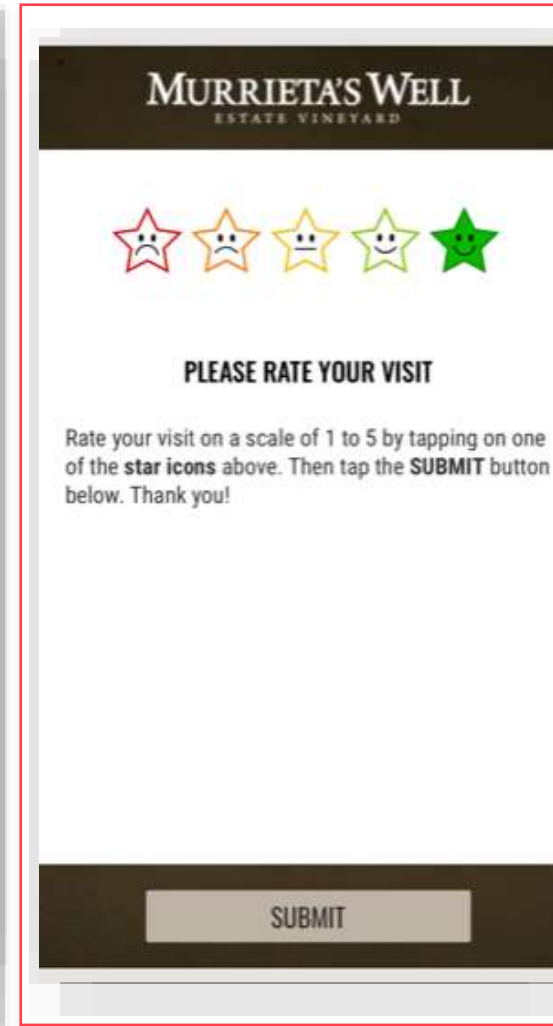 MURRIETA'S WELL
ESTATE VINEYARD
PLEASE RATE YOUR VISIT
Rate your visit on a scale of 1 to 5 by tapping on one
of the star icons above. Then tap the SUBMIT button
below. Thank you!
SUBMIT